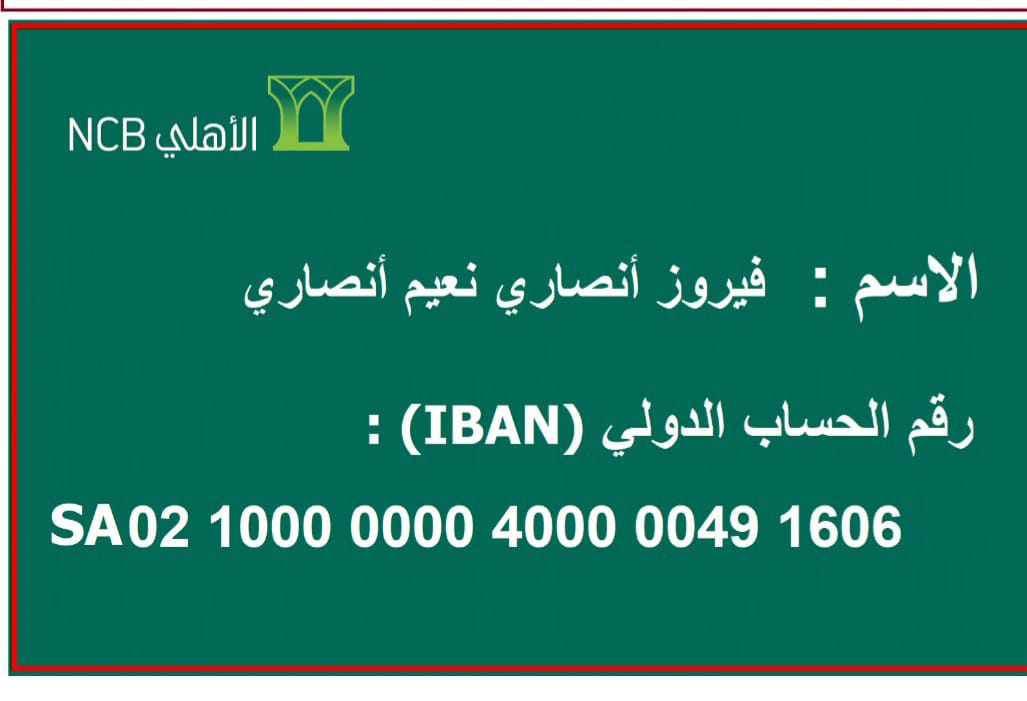 الأهلي NCB
الاسم : فيروز أنصاري نعيم أنصاري
رقم الحساب الدولي (IBAN) :
SA02 1000 0000 4000 0049 1606